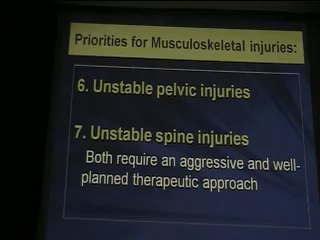 Priorities for Musculoskeletal injuries:
6. Unstable pelvic injuries
7. Unstable spine injuries
Both require an aggressive and well-
planned therapeutic approach